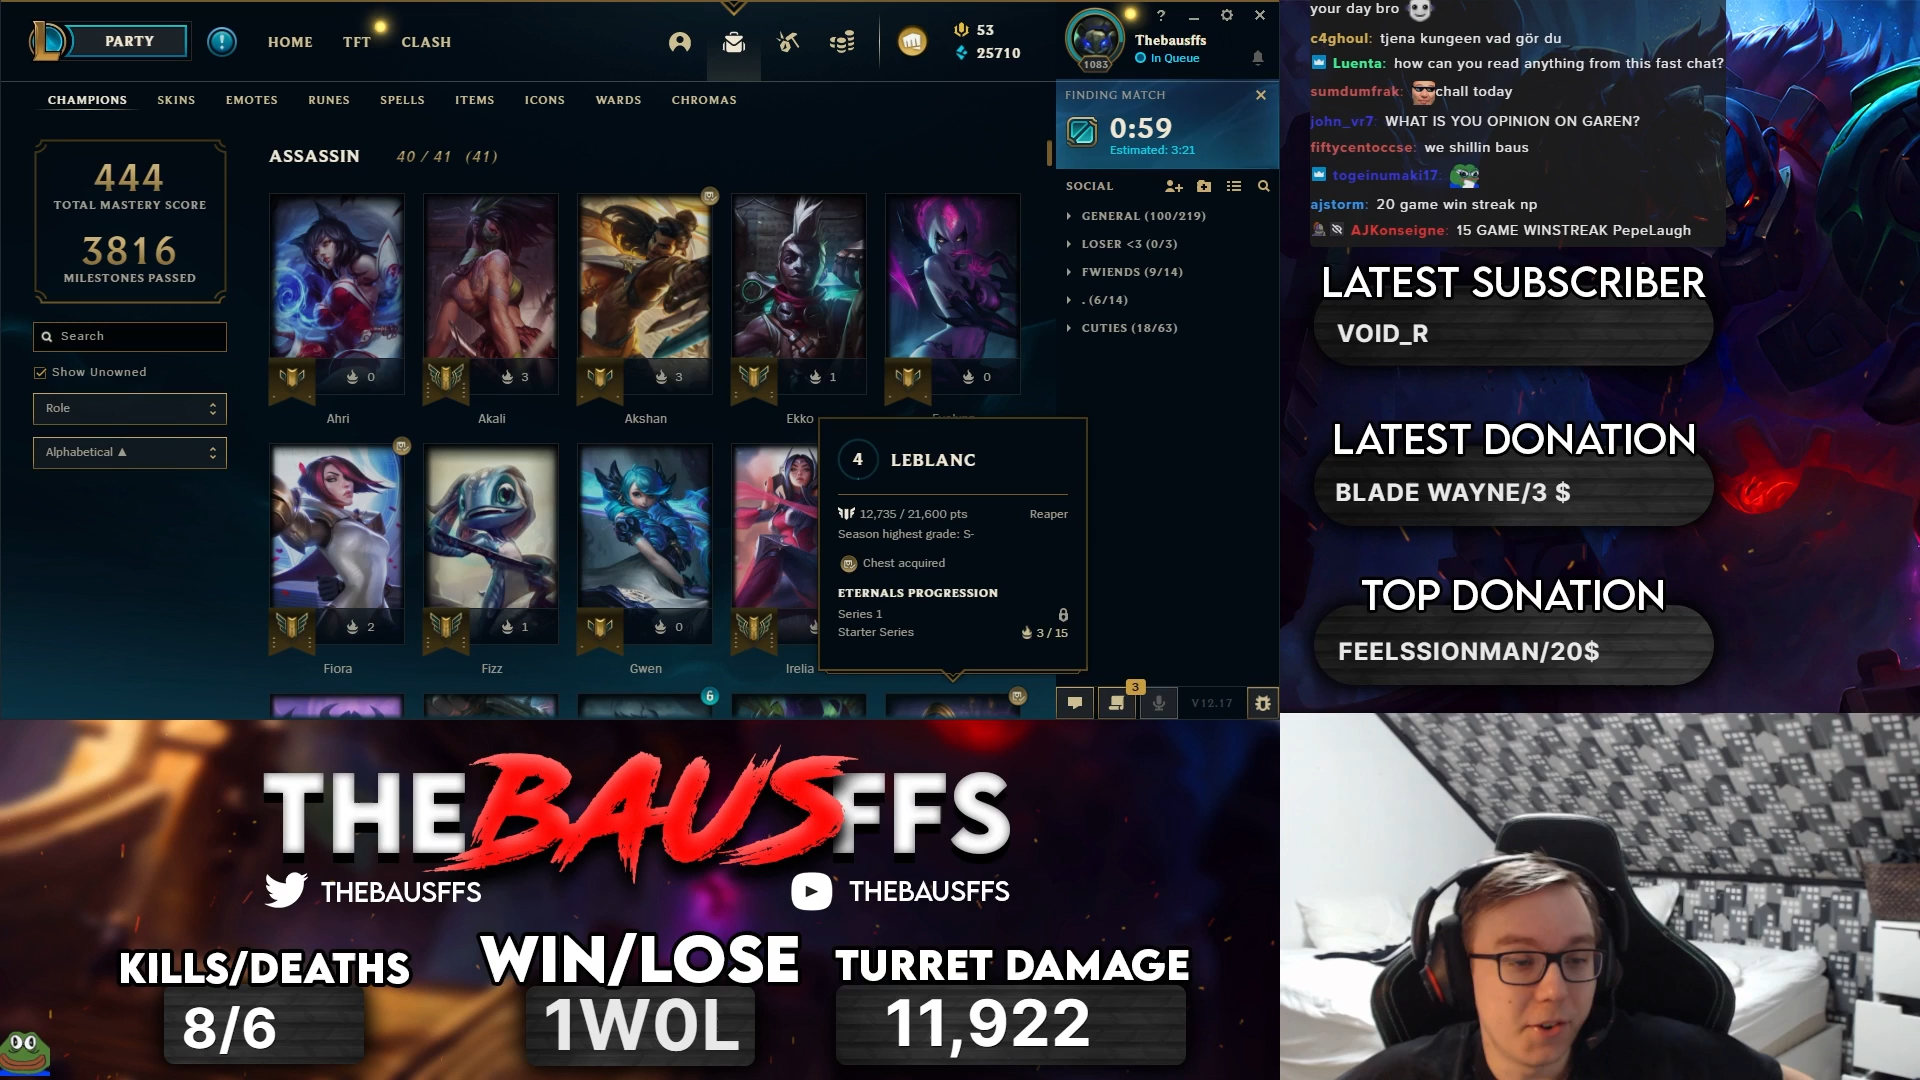 PARTY
HOME
TFT
CLASH
53
25710
1083
Thebausffs
In Queue
?
CHAMPIONS
SKINS
EMOTES
RUNES
SPELLS
ITEMS
ICONS
WARDS
CHROMAS
FINDING MATCH
0:59
Estimated: 3:21
SOCIAL
GENERAL (100/219)
LOSER <3 (0/3)
FWIENDS (9/14)
. (6/14)
CUTIES (18/63)
444
TOTAL MASTERY SCORE
3816
MILESTONES PASSED
Search
Show Unowned
Role
Alphabetical ▲
ASSASSIN 40 / 41 (41)
0
3
3
1
0
Ahri
Akali
Akshan
Ekko
2
1
0
Fiora
Fizz
Gwen
Irelia
6
4 LEBLANC
12,735 / 21,600 pts
Reaper
Season highest grade: S-
Chest acquired
ETERNALS PROGRESSION
Series 1
Starter Series
3 / 15
3
V12.17
your day bro
c4ghoul: tjena kungeen vad gör du
Luenta: how can you read anything from this fast chat?
sumdumfrak: chall today
john_vr7: WHAT IS YOU OPINION ON GAREN?
fiftycentoccse: we shillin baus
togeinumaki17:
ajstorm: 20 game win streak np
AJKonseigne: 15 GAME WINSTREAK PepeLaugh
LATEST SUBSCRIBER
VOID_R
LATEST DONATION
BLADE WAYNE/3 $
TOP DONATION
FEELSSIONMAN/20$
THEBAUSFFS
THEBAUSFFS
THEBAUSFFS
KILLS/DEATHS
8/6
WIN/LOSE
1W0L
TURRET DAMAGE
11,922